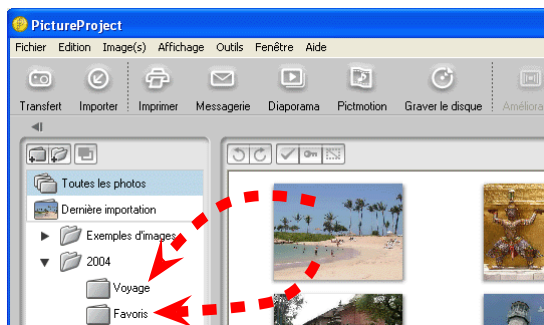 PictureProject
Fichier Edition Image(s) Affichage Outils Fenêtre Aide
Transfert Importer Imprimer Messagerie Diaporama Pictmotion Graver le disque Améliora
Toutes les photos
Dernière importation
Exemples d'images
2004
Voyage
Favoris